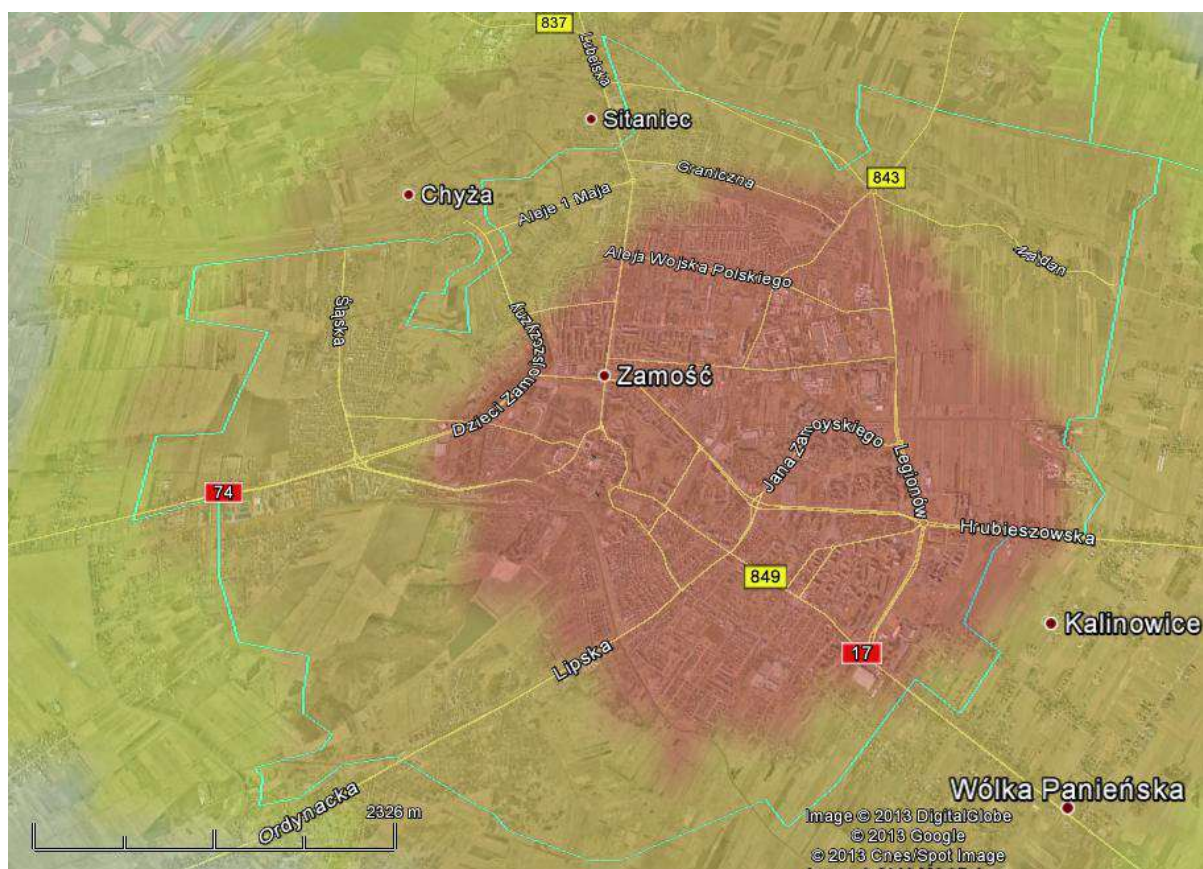 837
Lubelska
Sitaniec
Graniczna
843
Chyża
Aleje 1 Maja
Majdan
Aleja Wojska Polskiego
Śląska
Dzieci Zamojszczyzny
Zamość
Jana Zamoyskiego
Legionów
74
Hrubieszowska
849
Kalinowice
17
Lipska
Wólka Panieńska
Ordynacka
2326 m
Image © 2013 DigitalGlobe
© 2013 Google
© 2013 Cnes/Spot Image